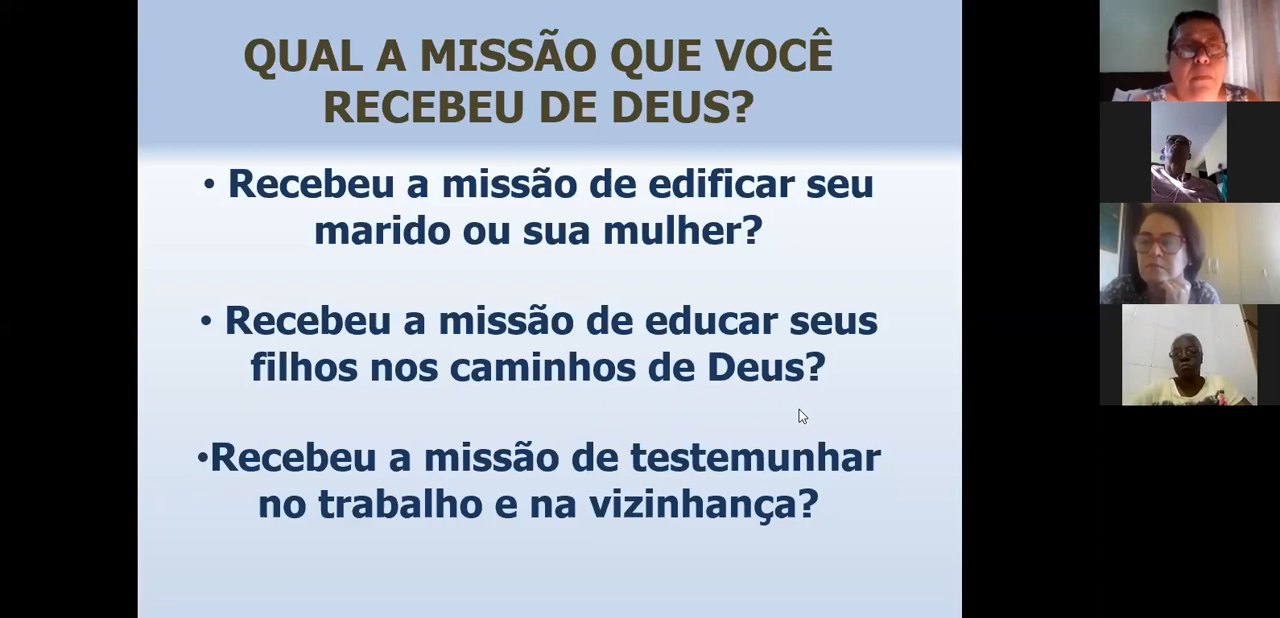 QUAL A MISSÃO QUE VOCÊ
RECEBEU DE DEUS?
• Recebeu a missão de edificar seu
marido ou sua mulher?
• Recebeu a missão de educar seus
filhos nos caminhos de Deus?
•Recebeu a missão de testemunhar
no trabalho e na vizinhança?